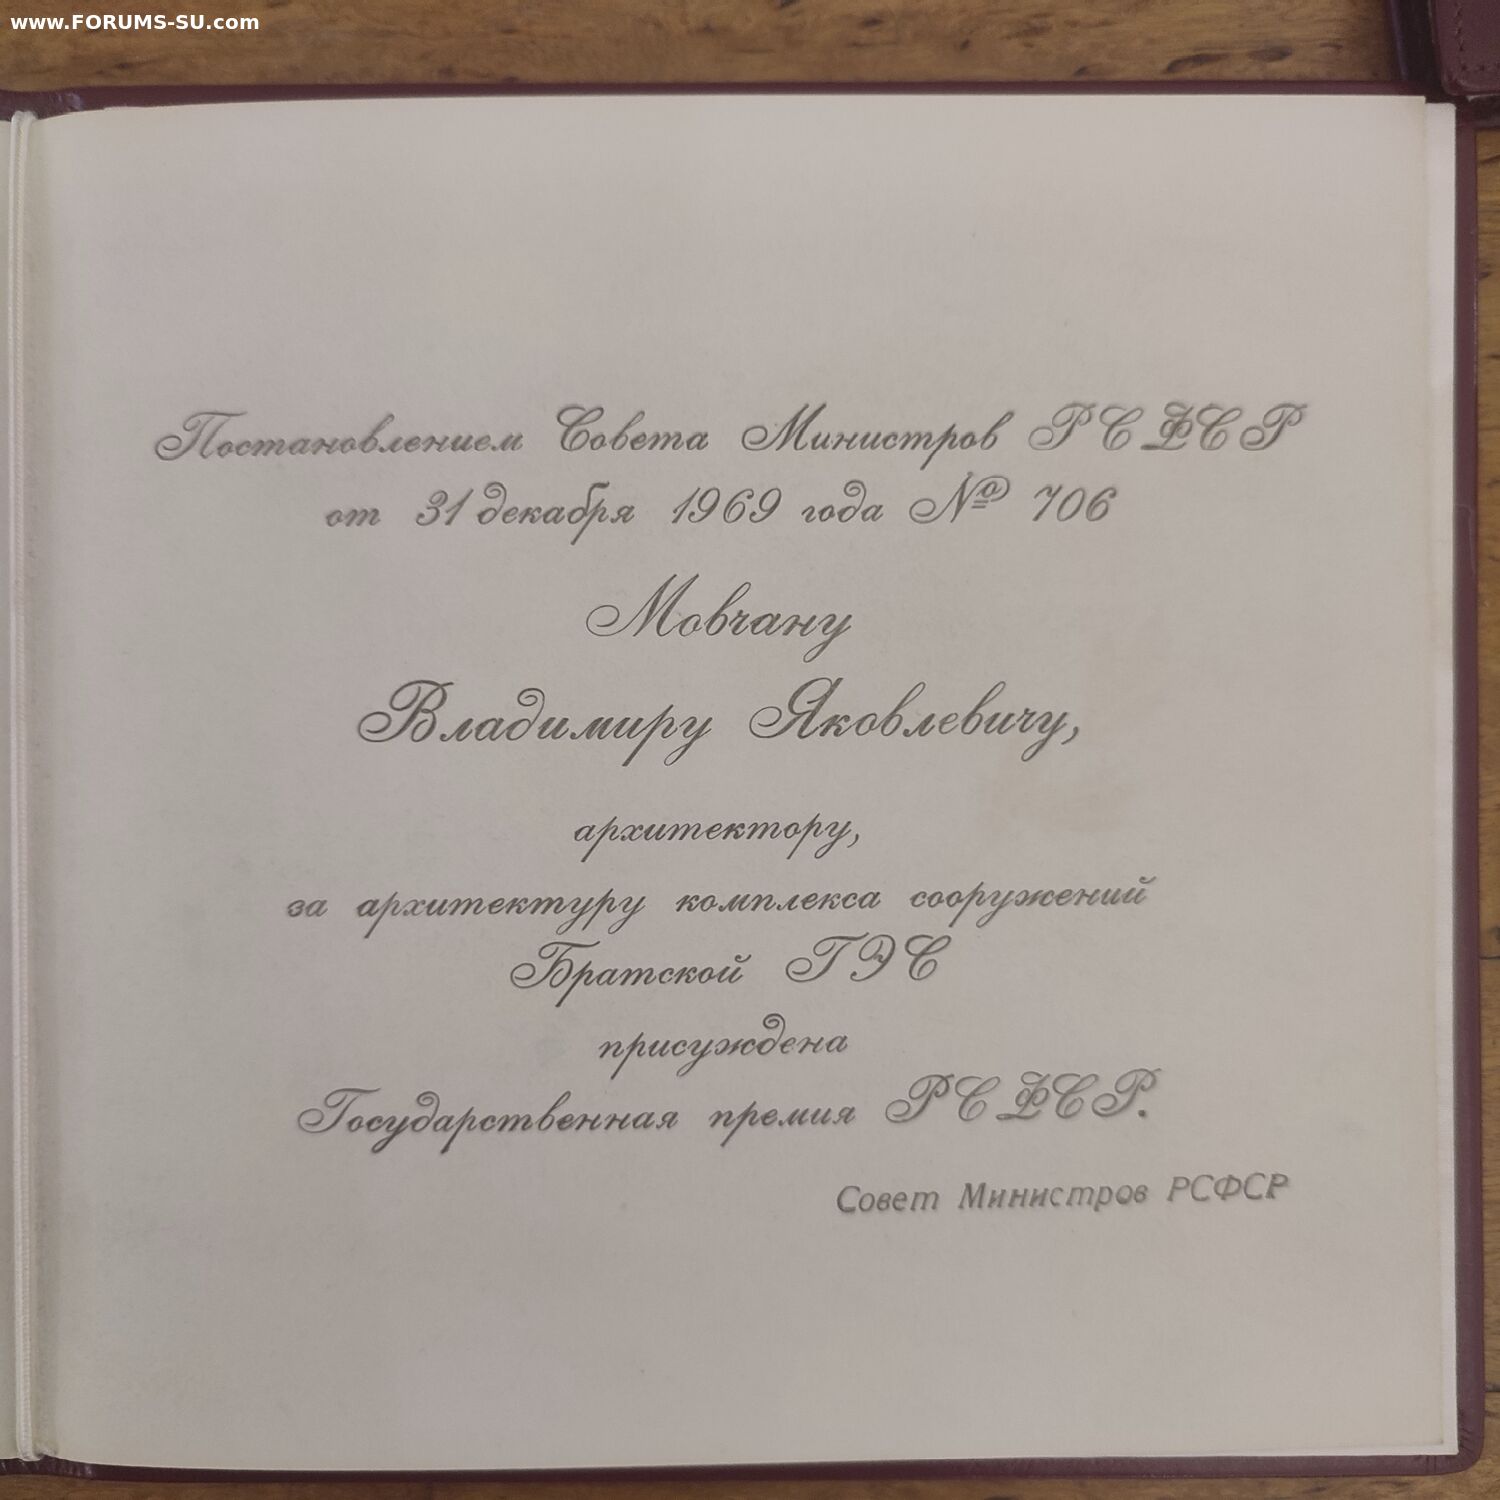 www.FORUMS-SU.com
Постановлением Совета Министров РСФСР
от 31 декабря 1969 года № 706
Мовчану
Владимиру Яковлевичу,
архитектору,
за архитектуру комплекса сооружений
Братской ГЭС
присуждена
Государственная премия РСФСР.
Совет Министров РСФСР